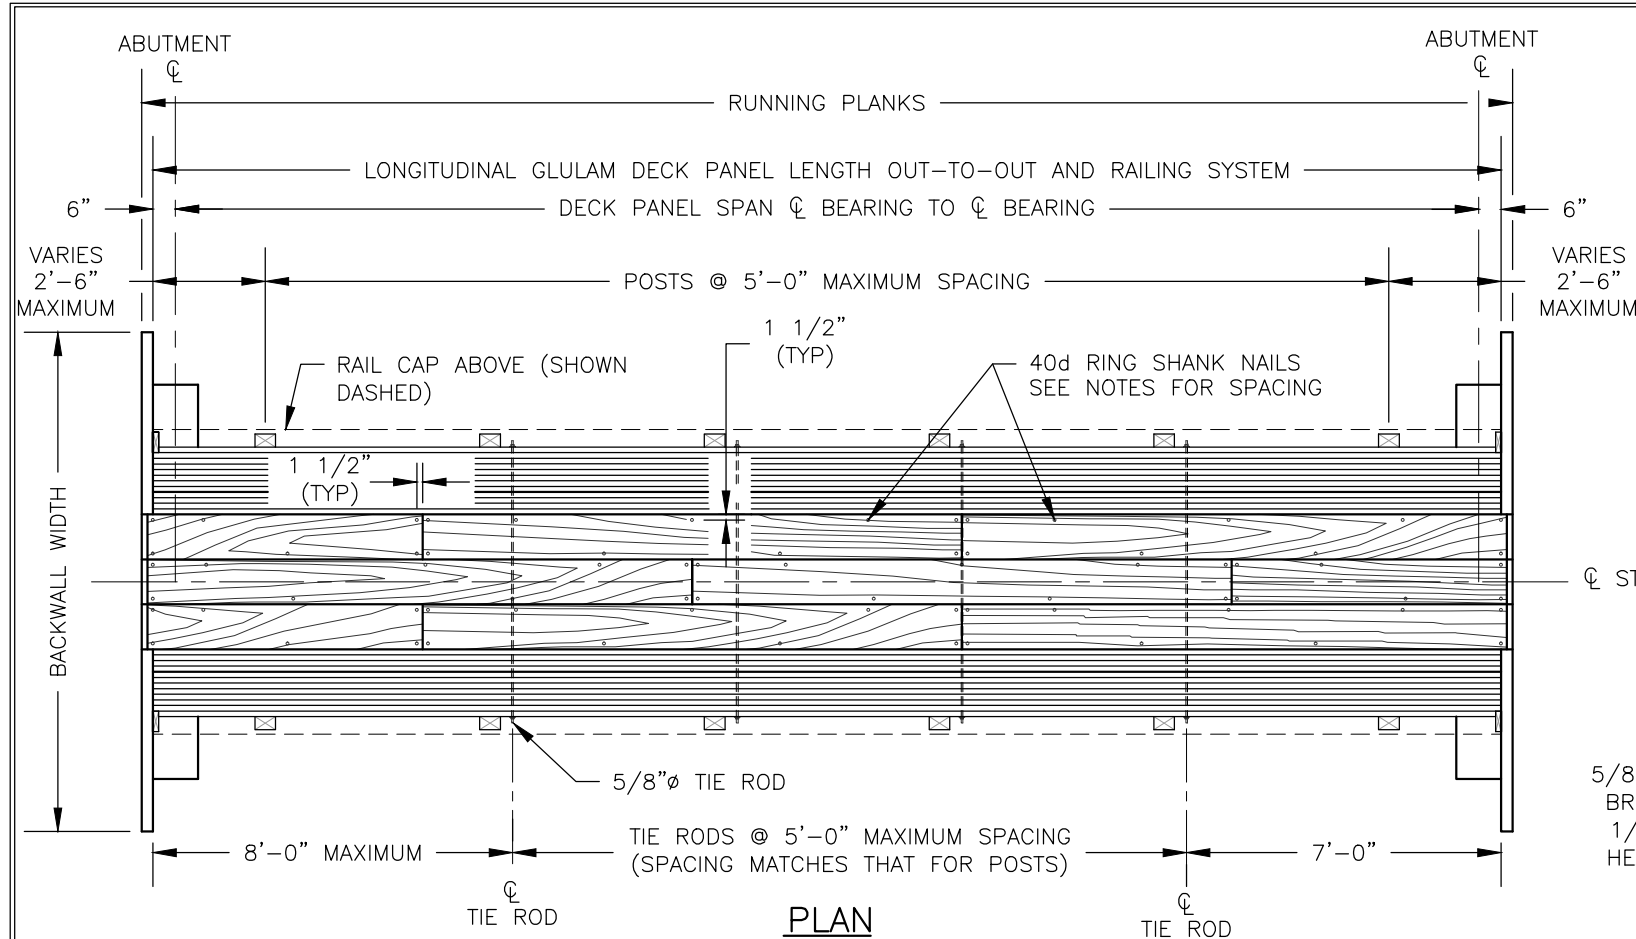 ABUTMENT
℄
ABUTMENT
℄
RUNNING PLANKS
LONGITUDINAL GLULAM DECK PANEL LENGTH OUT-TO-OUT AND RAILING SYSTEM
6"
DECK PANEL SPAN ℄ BEARING TO ℄ BEARING
6"
VARIES
2'-6"
MAXIMUM
POSTS @ 5'-0" MAXIMUM SPACING
VARIES
2'-6"
MAXIMUM
1 1/2"
(TYP)
RAIL CAP ABOVE (SHOWN
DASHED)
40d RING SHANK NAILS
SEE NOTES FOR SPACING
1 1/2"
(TYP)
BACKWALL WIDTH
℄ ST
5/8"ø TIE ROD
5/8
BR
1/
HE
8'-0" MAXIMUM
TIE RODS @ 5'-0" MAXIMUM SPACING
(SPACING MATCHES THAT FOR POSTS)
7'-0"
℄
TIE ROD
℄
TIE ROD
PLAN